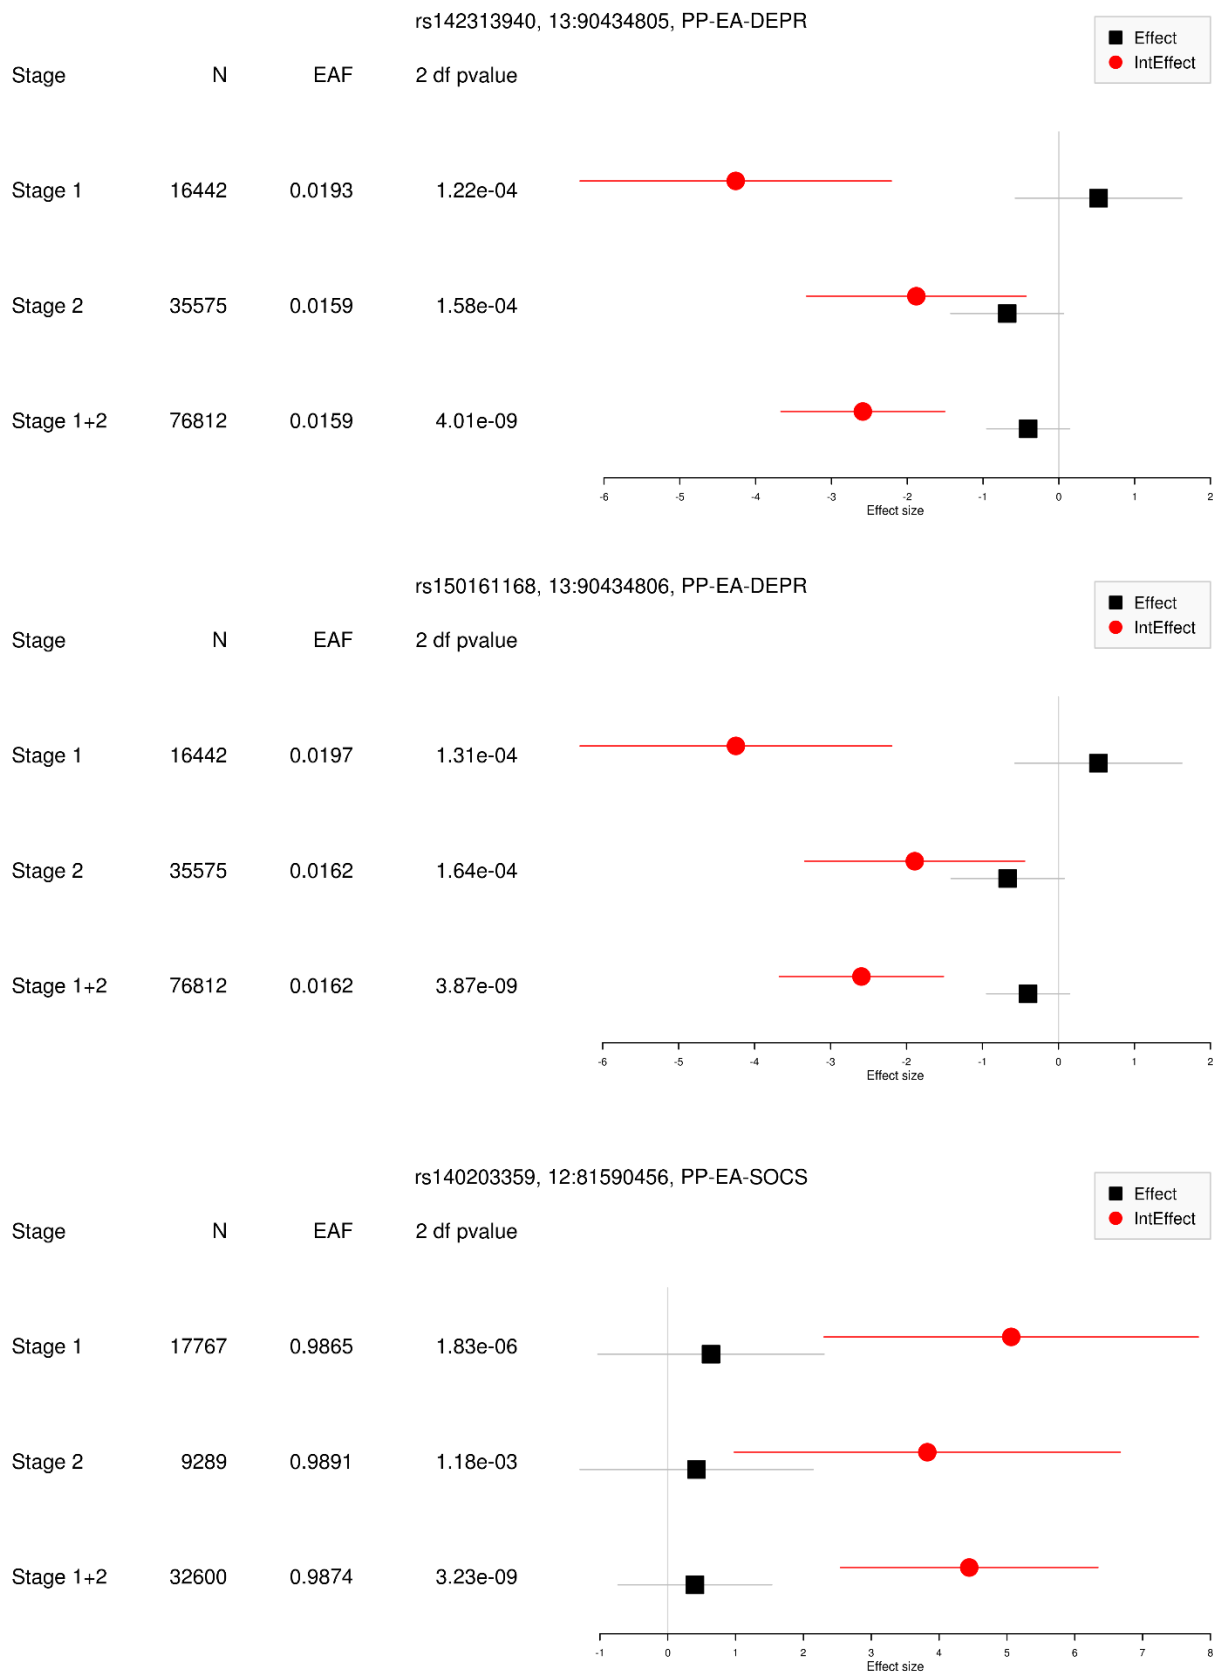 rs142313940, 13:90434805, PP-EA-DEPR
Effect
IntEffect
Stage N EAF 2 df pvalue
Stage 1 16442 0.0193 1.22e-04
Stage 2 35575 0.0159 1.58e-04
Stage 1+2 76812 0.0159 4.01e-09
-6 -5 -4 -3 -2 -1 0 1 2
Effect size
rs150161168, 13:90434806, PP-EA-DEPR
Effect
IntEffect
Stage N EAF 2 df pvalue
Stage 1 16442 0.0197 1.31e-04
Stage 2 35575 0.0162 1.64e-04
Stage 1+2 76812 0.0162 3.87e-09
-6 -5 -4 -3 -2 -1 0 1 2
Effect size
rs140203359, 12:81590456, PP-EA-SOCS
Effect
IntEffect
Stage N EAF 2 df pvalue
Stage 1 17767 0.9865 1.83e-06
Stage 2 9289 0.9891 1.18e-03
Stage 1+2 32600 0.9874 3.23e-09
-1 0 1 2 3 4 5 6 7 8
Effect size